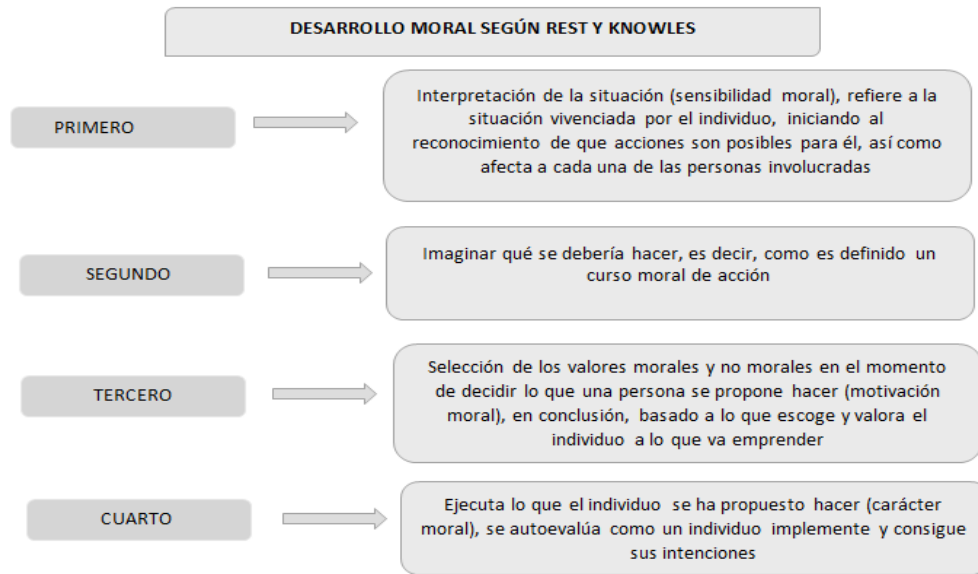 DESARROLLO MORAL SEGÚN REST Y KNOWLES
PRIMERO
Interpretación de la situación (sensibilidad moral), refiere a la
situación vivenciada por el individuo, iniciando al
reconocimiento de que acciones son posibles para él, así como
afecta a cada una de las personas involucradas
SEGUNDO
Imaginar qué se debería hacer, es decir, como es definido un
curso moral de acción
TERCERO
Selección de los valores morales y no morales en el momento
de decidir lo que una persona se propone hacer (motivación
moral), en conclusión, basado a lo que escoge y valora el
individuo a lo que va emprender
CUARTO
Ejecuta lo que el individuo se ha propuesto hacer (carácter
moral), se autoevalúa como un individuo implemente y consigue
sus intenciones